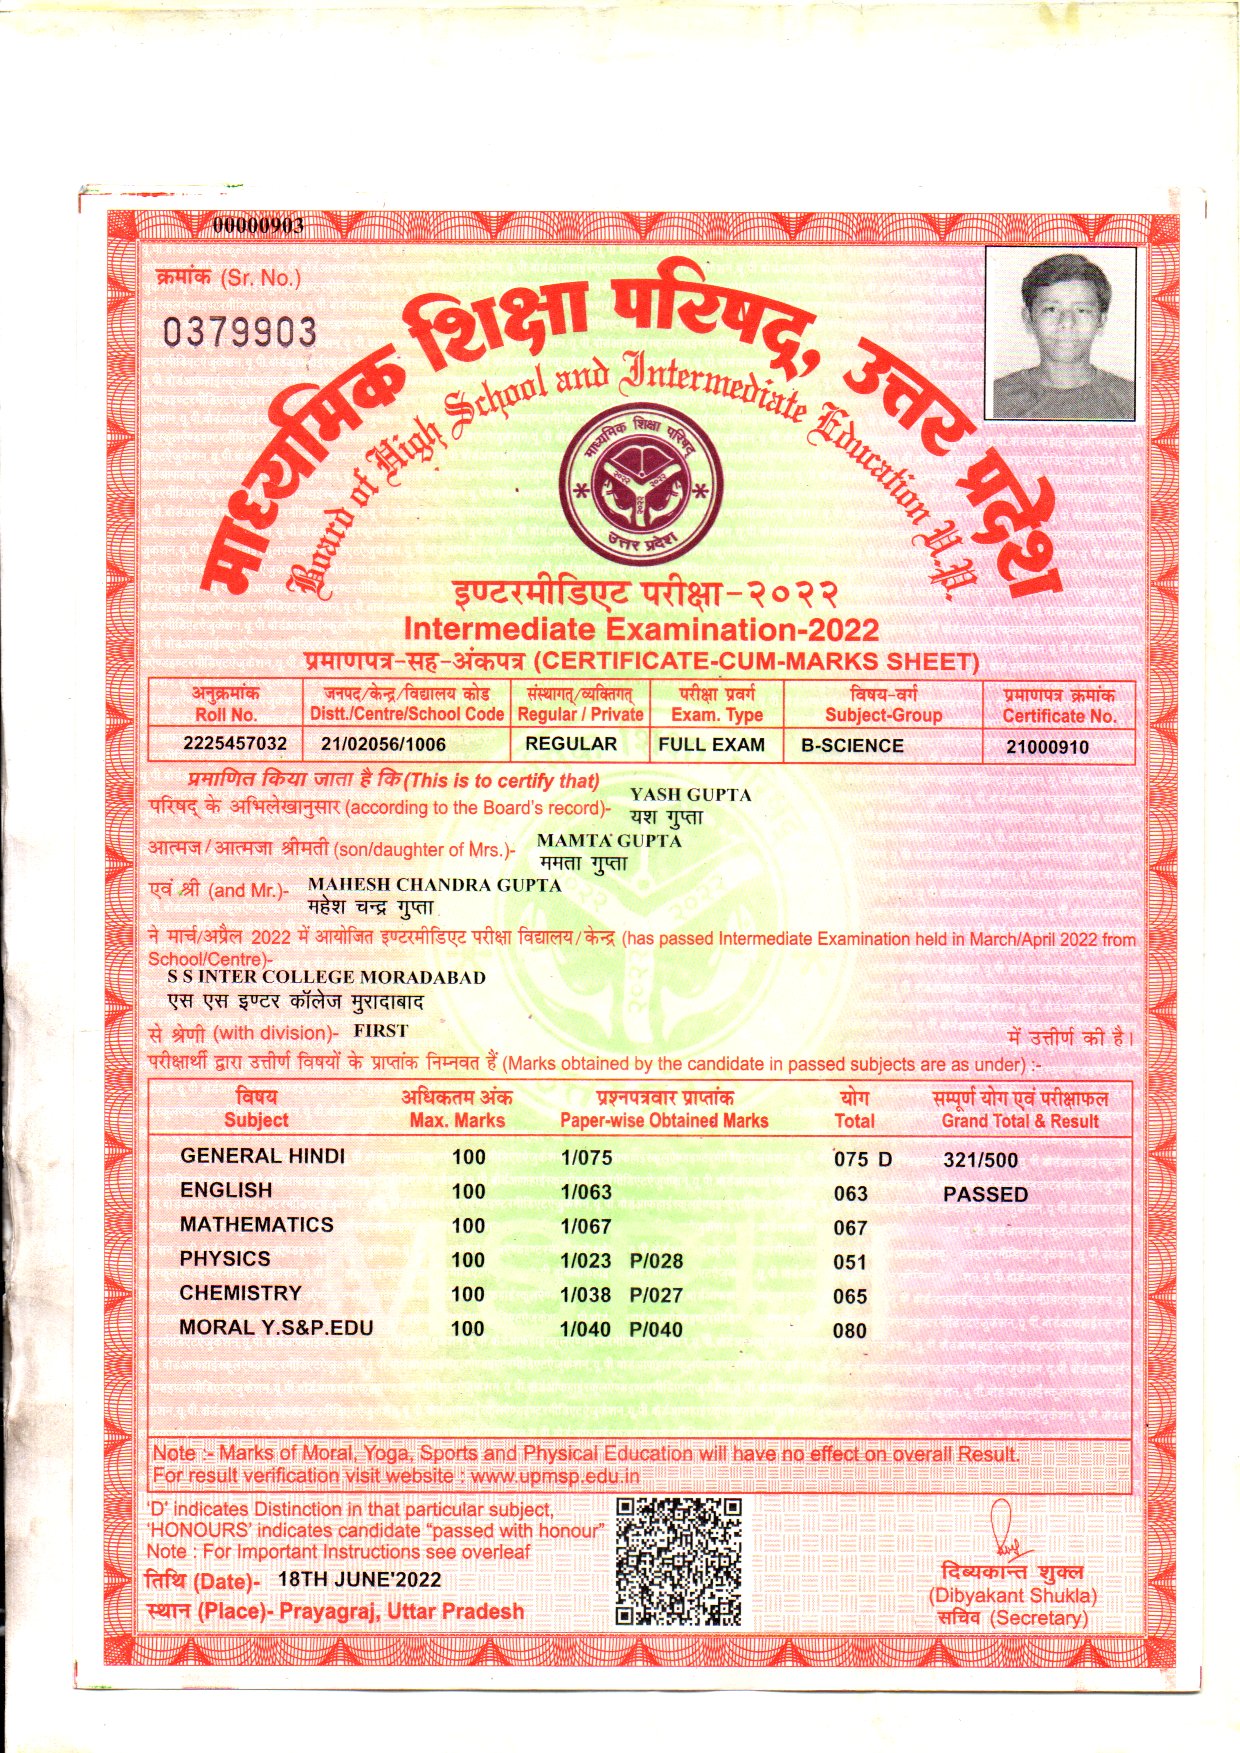 00000903
क्रमांक (Sr. No.)
0379903
माध्यमिक शिक्षा परिषद्, उत्तर प्रदेश
Board of High School and Intermediate Education U.P.
माध्यमिक शिक्षा परिषद्
उत्तर प्रदेश
इण्टरमीडिएट परीक्षा-२०२२
Intermediate Examination-2022
प्रमाणपत्र-सह-अंकपत्र (CERTIFICATE-CUM-MARKS SHEET)
अनुक्रमांक जनपद/केन्द्र/विद्यालय कोड संस्थागत्/व्यक्तिगत् परीक्षा प्रवर्ग विषय-वर्ग प्रमाणपत्र क्रमांक
Roll No. Distt./Centre/School Code Regular / Private Exam. Type Subject-Group Certificate No.
2225457032 21/02056/1006 REGULAR FULL EXAM B-SCIENCE 21000910
प्रमाणित किया जाता है कि (This is to certify that)
परिषद् के अभिलेखानुसार (according to the Board's record)- YASH GUPTA
यश गुप्ता
आत्मज/आत्मजा श्रीमती (son/daughter of Mrs.)- MAMTA GUPTA
ममता गुप्ता
एवं श्री (and Mr.)- MAHESH CHANDRA GUPTA
महेश चन्द्र गुप्ता
ने मार्च/अप्रैल 2022 में आयोजित इण्टरमीडिएट परीक्षा विद्यालय/केन्द्र (has passed Intermediate Examination held in March/April 2022 from
School/Centre)-
S S INTER COLLEGE MORADABAD
एस एस इण्टर कॉलेज मुरादाबाद
से श्रेणी (with division)- FIRST में उत्तीर्ण की है।
परीक्षार्थी द्वारा उत्तीर्ण विषयों के प्राप्तांक निम्नवत हैं (Marks obtained by the candidate in passed subjects are as under) :-
विषय अधिकतम अंक प्रश्नपत्रवार प्राप्तांक योग सम्पूर्ण योग एवं परीक्षाफल
Subject Max. Marks Paper-wise Obtained Marks Total Grand Total & Result
GENERAL HINDI 100 1/075 075 D 321/500
ENGLISH 100 1/063 063 PASSED
MATHEMATICS 100 1/067 067
PHYSICS 100 1/023 P/028 051
CHEMISTRY 100 1/038 P/027 065
MORAL Y.S&P.EDU 100 1/040 P/040 080
Note :- Marks of Moral, Yoga, Sports and Physical Education will have no effect on overall Result.
For result verification visit website : www.upmsp.edu.in
'D' indicates Distinction in that particular subject,
'HONOURS' indicates candidate "passed with honour"
Note : For Important Instructions see overleaf
तिथि (Date)- 18TH JUNE'2022
स्थान (Place)- Prayagraj, Uttar Pradesh
दिव्यकान्त शुक्ल
(Dibyakant Shukla)
सचिव (Secretary)